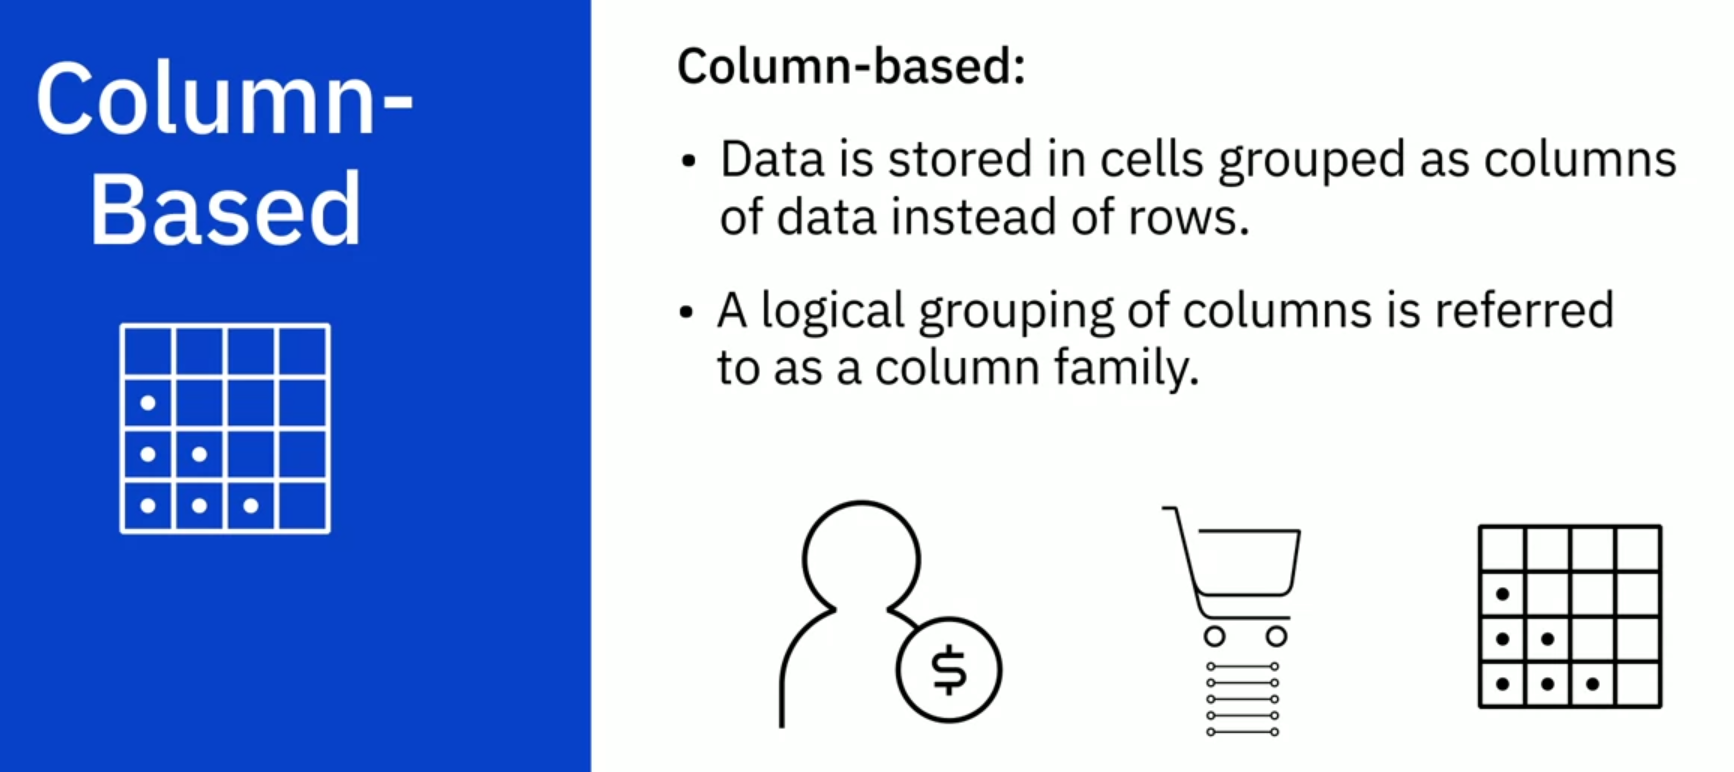 Column-
Based
Column-based:
• Data is stored in cells grouped as columns
of data instead of rows.
• A logical grouping of columns is referred
to as a column family.
$